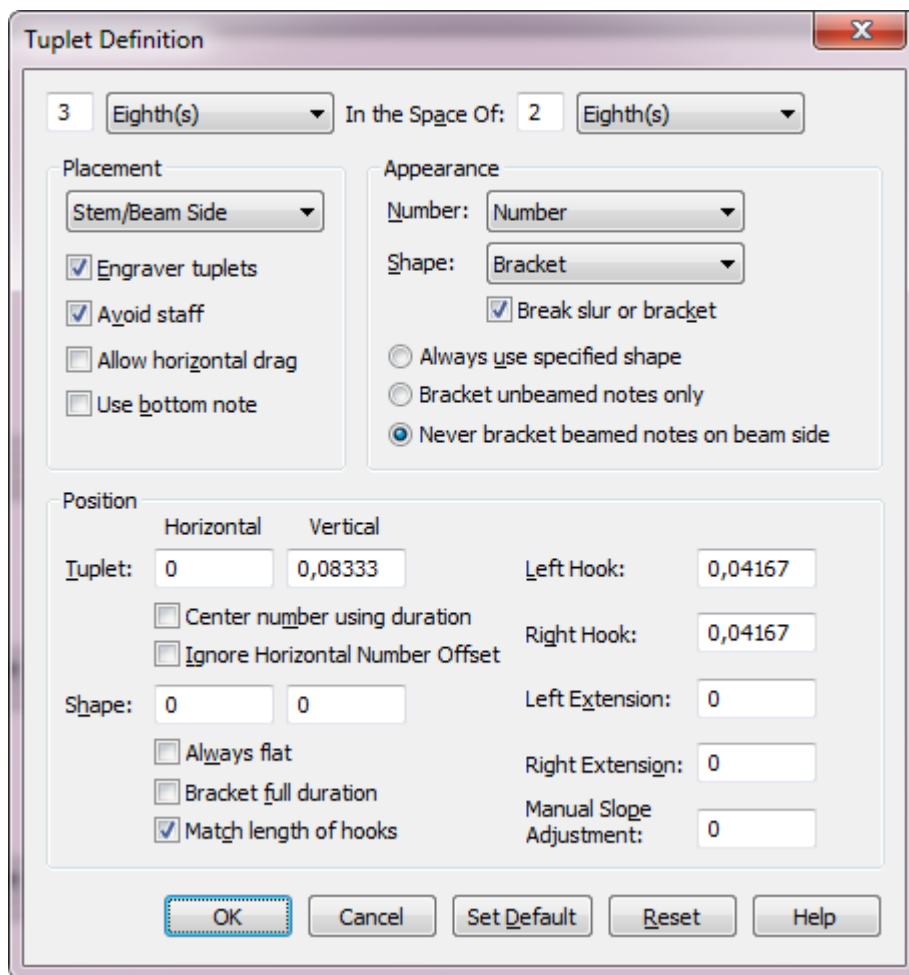 Tuplet Definition
3 Eighth(s) In the Space Of: 2 Eighth(s)
Placement
Stem/Beam Side
Engraver tuplets
Avoid staff
Allow horizontal drag
Use bottom note
Appearance
Number: Number
Shape: Bracket
Break slur or bracket
Always use specified shape
Bracket unbeamed notes only
Never bracket beamed notes on beam side
Position
Horizontal Vertical
Tuplet: 0 0,08333
Center number using duration
Ignore Horizontal Number Offset
Shape: 0 0
Always flat
Bracket full duration
Match length of hooks
Left Hook: 0,04167
Right Hook: 0,04167
Left Extension: 0
Right Extension: 0
Manual Slope
Adjustment: 0
OK Cancel Set Default Reset Help